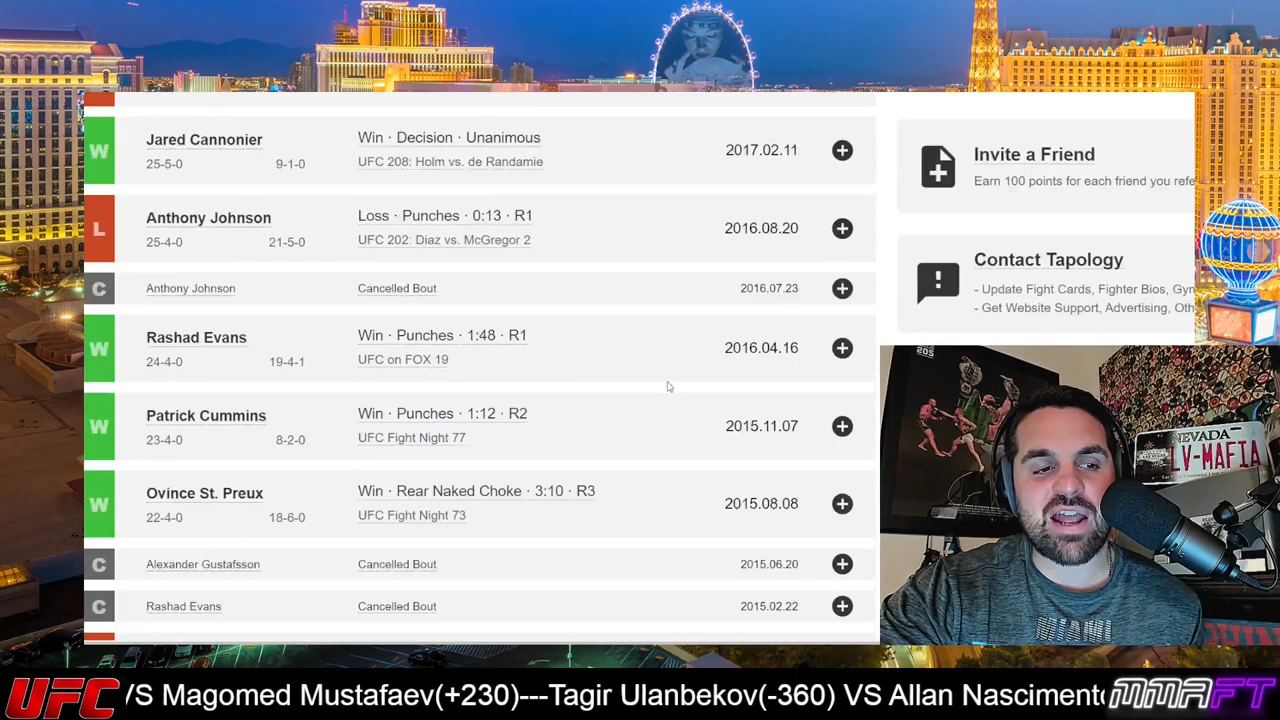 W
Jared Cannonier
Win · Decision · Unanimous
25-5-0
9-1-0
UFC 208: Holm vs. de Randamie
2017.02.11
L
Anthony Johnson
Loss · Punches · 0:13 · R1
25-4-0
21-5-0
UFC 202: Diaz vs. McGregor 2
2016.08.20
C
Anthony Johnson
Cancelled Bout
2016.07.23
W
Rashad Evans
Win · Punches · 1:48 · R1
24-4-0
19-4-1
UFC on FOX 19
2016.04.16
W
Patrick Cummins
Win · Punches · 1:12 · R2
23-4-0
8-2-0
UFC Fight Night 77
2015.11.07
W
Ovince St. Preux
Win · Rear Naked Choke · 3:10 · R3
22-4-0
18-6-0
UFC Fight Night 73
2015.08.08
C
Alexander Gustafsson
Cancelled Bout
2015.06.20
C
Rashad Evans
Cancelled Bout
2015.02.22
Invite a Friend
Earn 100 points for each friend you refe
Contact Tapology
- Update Fight Cards, Fighter Bios, Gyn
- Get Website Support, Advertising, Oth
205
NEVADA
LV-MAFIA
MIAMI
UFC
VS Magomed Mustafaev(+230)---Tagir Ulanbekov(-360) VS Allan Nascimento
MMAFT